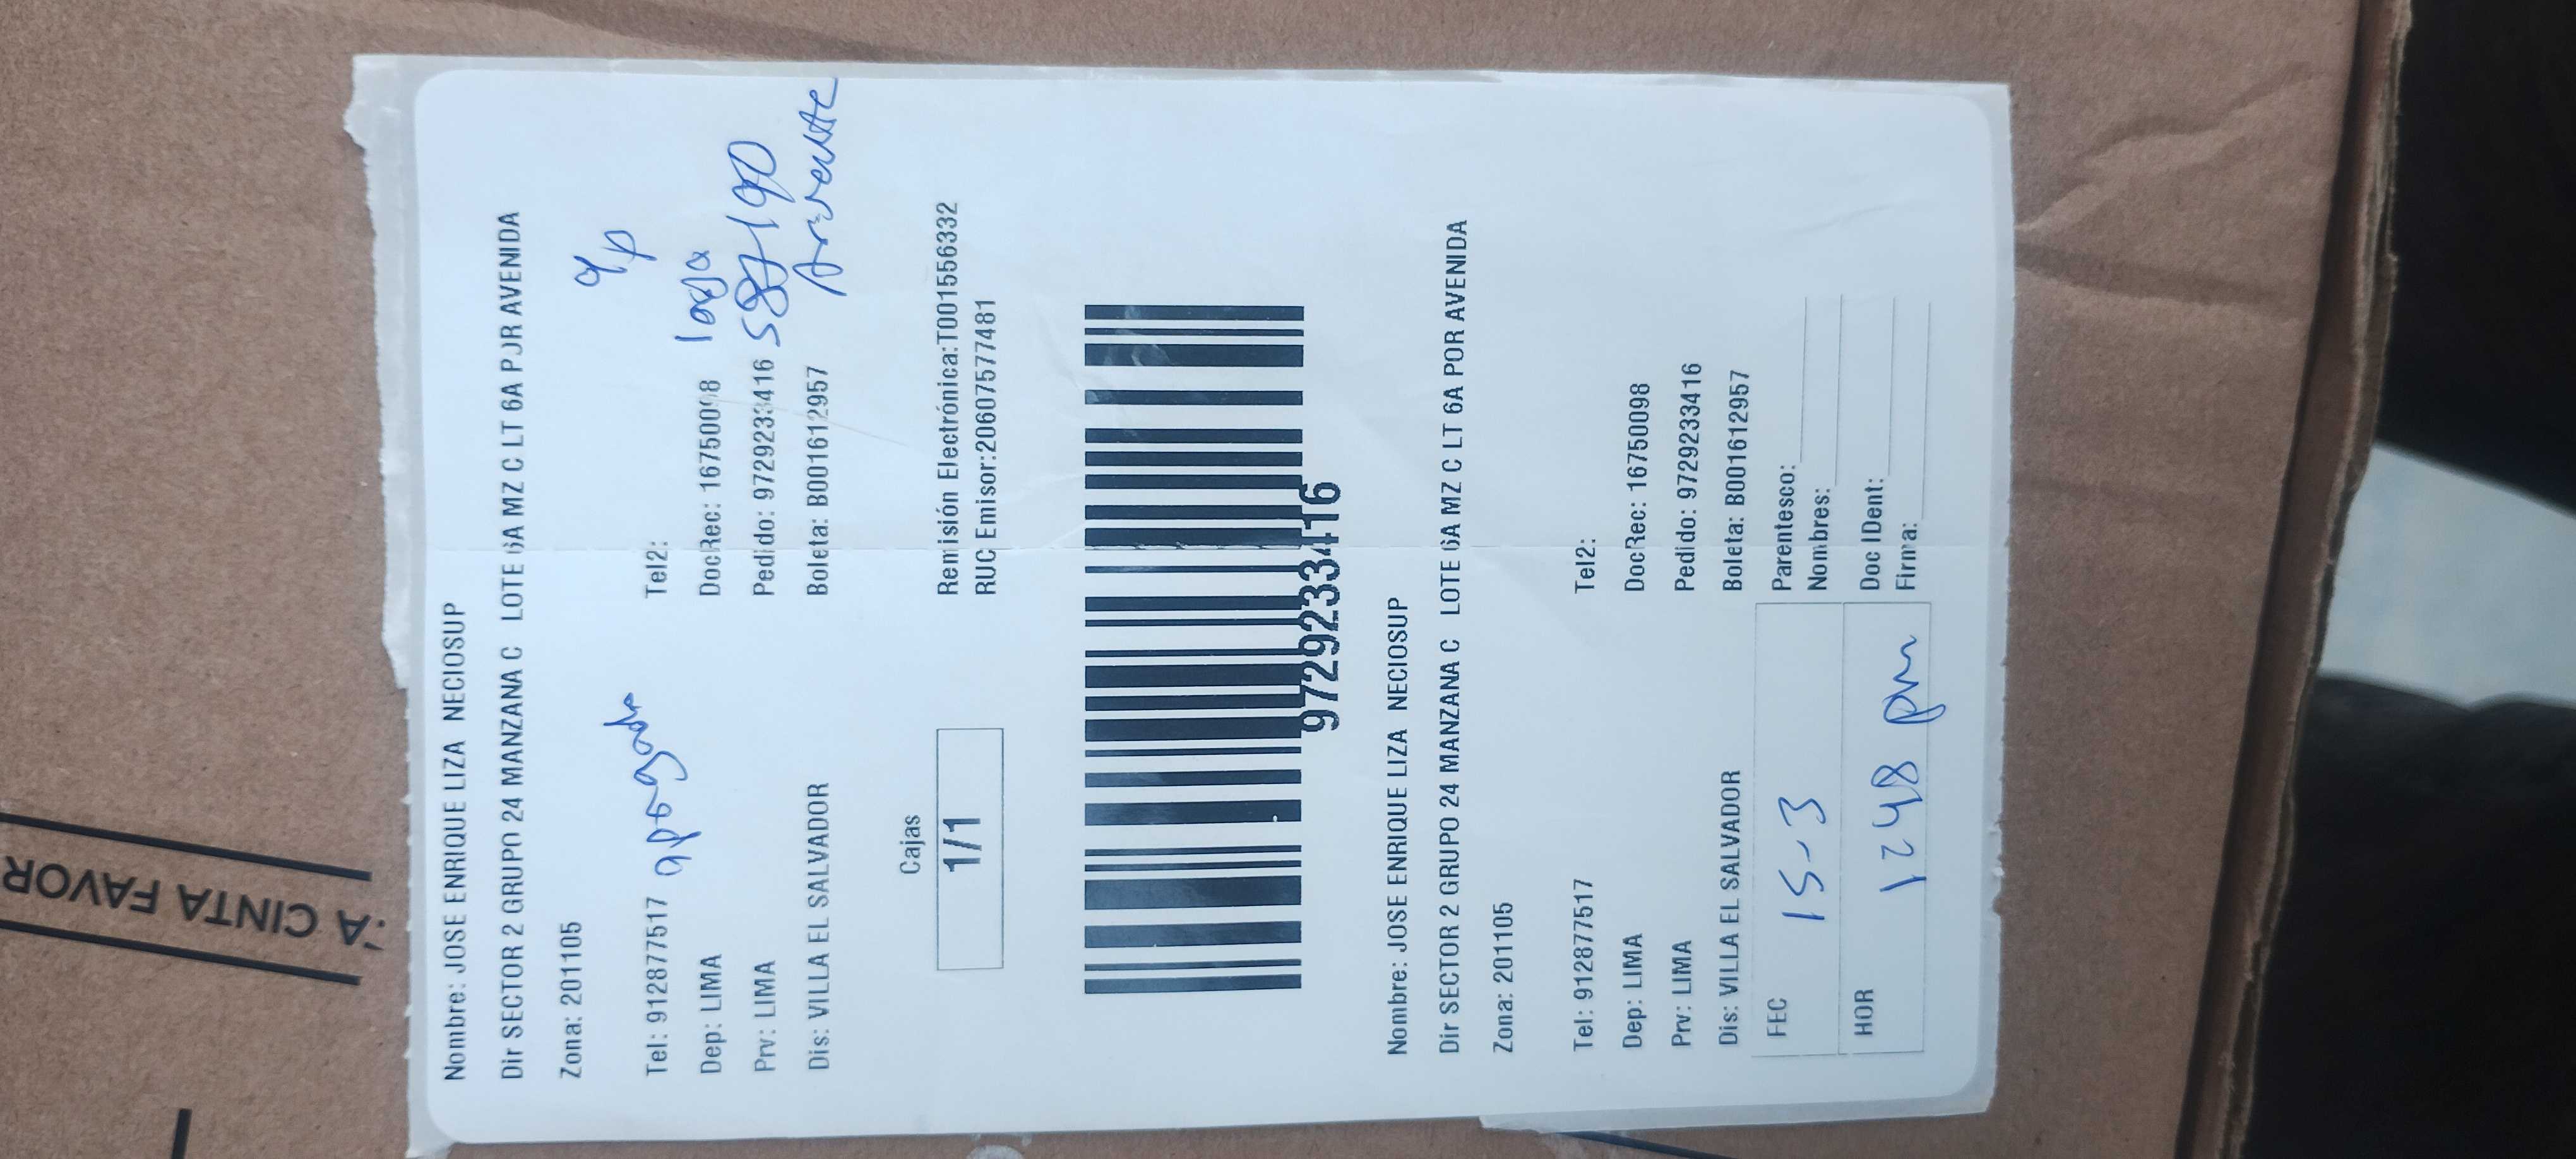 Nombre: JOSE ENRIQUE LIZA NECIOSUP
Dir SECTOR 2 GRUPO 24 MANZANA C LOTE 6A MZ C LT 6A PJR AVENIDA
Zona: 201105
Tel: 912877517 apagado Tel2:
Dep: LIMA DocRec: 16750098
Prv: LIMA Pedido: 9729233416 587190
Dis: VILLA EL SALVADOR Boleta: B001612957
Cajas
1/1
Remisión Electrónica:T001556332
RUC Emisor:20607577481
9729233416
Nombre: JOSE ENRIQUE LIZA NECIOSUP
Dir SECTOR 2 GRUPO 24 MANZANA C LOTE 6A MZ C LT 6A POR AVENIDA
Zona: 201105
Tel: 912877517 Tel2:
Dep: LIMA DocRec: 16750098
Prv: LIMA Pedido: 9729233416
Dis: VILLA EL SALVADOR Boleta: B001612957
FEC 15-3 Parentesco:
Nombres:
HOR 1248 pm Doc IDent:
Firma:
A CINTA FAVOR